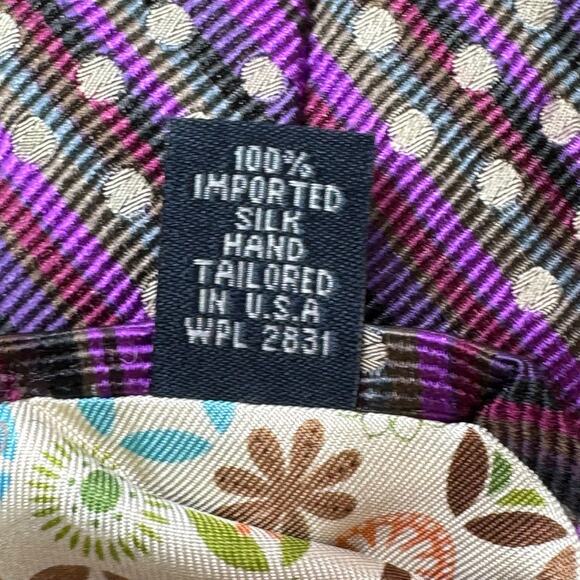 100%
IMPORTED
SILK
HAND
TAILORED
IN U.S.A
WPL 2831